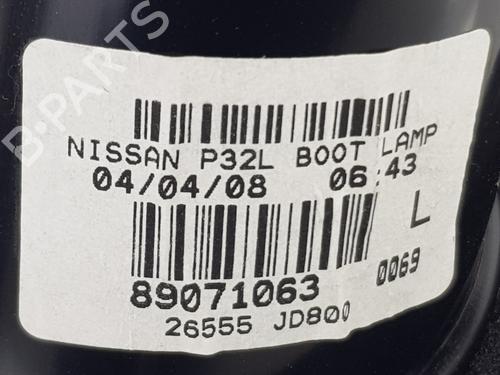 B-PARTS
NISSAN P32L BOOT LAMP
04/04/08 06:43
L
89071063
0069
26555 JD800